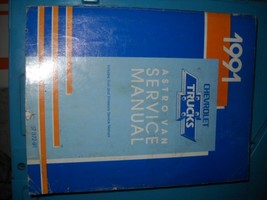 1991
CHEVROLET
TRUCKS
ASTRO VAN
SERVICE
MANUAL